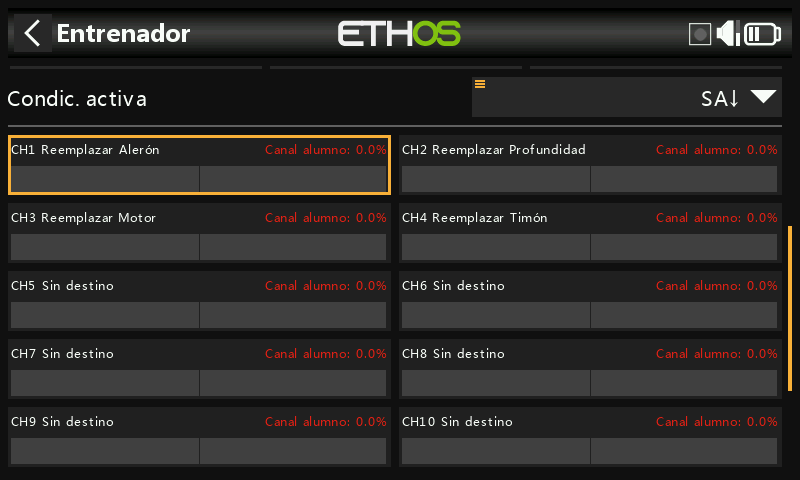 Entrenador
ETHOS
Condic. activa
SA↓
CH1 Reemplazar Alerón Canal alumno: 0.0%
CH2 Reemplazar Profundidad Canal alumno: 0.0%
CH3 Reemplazar Motor Canal alumno: 0.0%
CH4 Reemplazar Timón Canal alumno: 0.0%
CH5 Sin destino Canal alumno: 0.0%
CH6 Sin destino Canal alumno: 0.0%
CH7 Sin destino Canal alumno: 0.0%
CH8 Sin destino Canal alumno: 0.0%
CH9 Sin destino Canal alumno: 0.0%
CH10 Sin destino Canal alumno: 0.0%